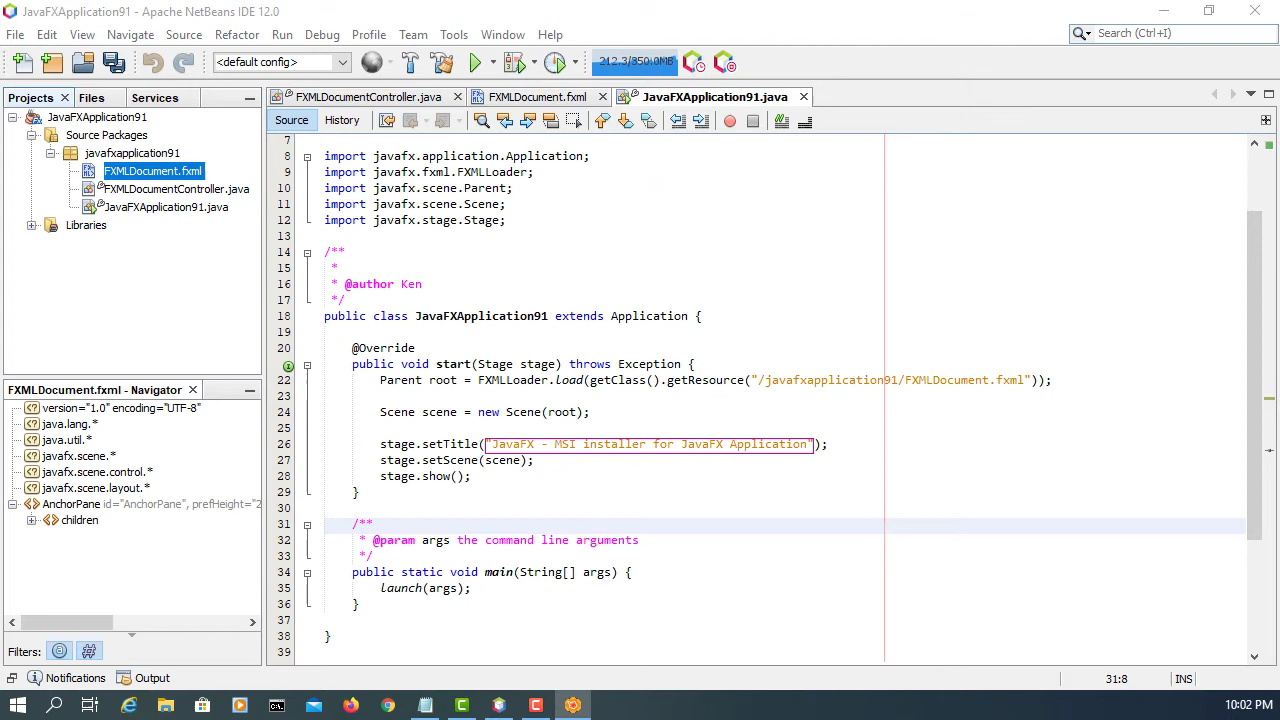 JavaFXApplication91 - Apache NetBeans IDE 12.0
File Edit View Navigate Source Refactor Run Debug Profile Team Tools Window Help
Search (Ctrl+I)
<default config>
212.3/350.0MB
Projects Files Services
FXMLDocumentController.java FXMLDocument.fxml JavaFXApplication91.java
Source History
JavaFXApplication91
Source Packages
javafxapplication91
FXMLDocument.fxml
FXMLDocumentController.java
JavaFXApplication91.java
Libraries
FXMLDocument.fxml - Navigator
version="1.0" encoding="UTF-8"
java.lang.*
java.util.*
javafx.scene.*
javafx.scene.control.*
javafx.scene.layout.*
AnchorPane id="AnchorPane", prefHeight="2
children
Filters:
7
8 import javafx.application.Application;
9 import javafx.fxml.FXMLLoader;
10 import javafx.scene.Parent;
11 import javafx.scene.Scene;
12 import javafx.stage.Stage;
13
14 /**
15 *
16 * @author Ken
17 */
18 public class JavaFXApplication91 extends Application {
19
20 @Override
public void start(Stage stage) throws Exception {
22 Parent root = FXMLLoader.load(getClass().getResource("/javafxapplication91/FXMLDocument.fxml"));
23
24 Scene scene = new Scene(root);
25
26 stage.setTitle("JavaFX - MSI installer for JavaFX Application");
27 stage.setScene(scene);
28 stage.show();
29 }
30
31 /**
32 * @param args the command line arguments
33 */
34 public static void main(String[] args) {
35 launch(args);
36 }
37
38 }
39
Notifications Output
31:8 INS
10:02 PM